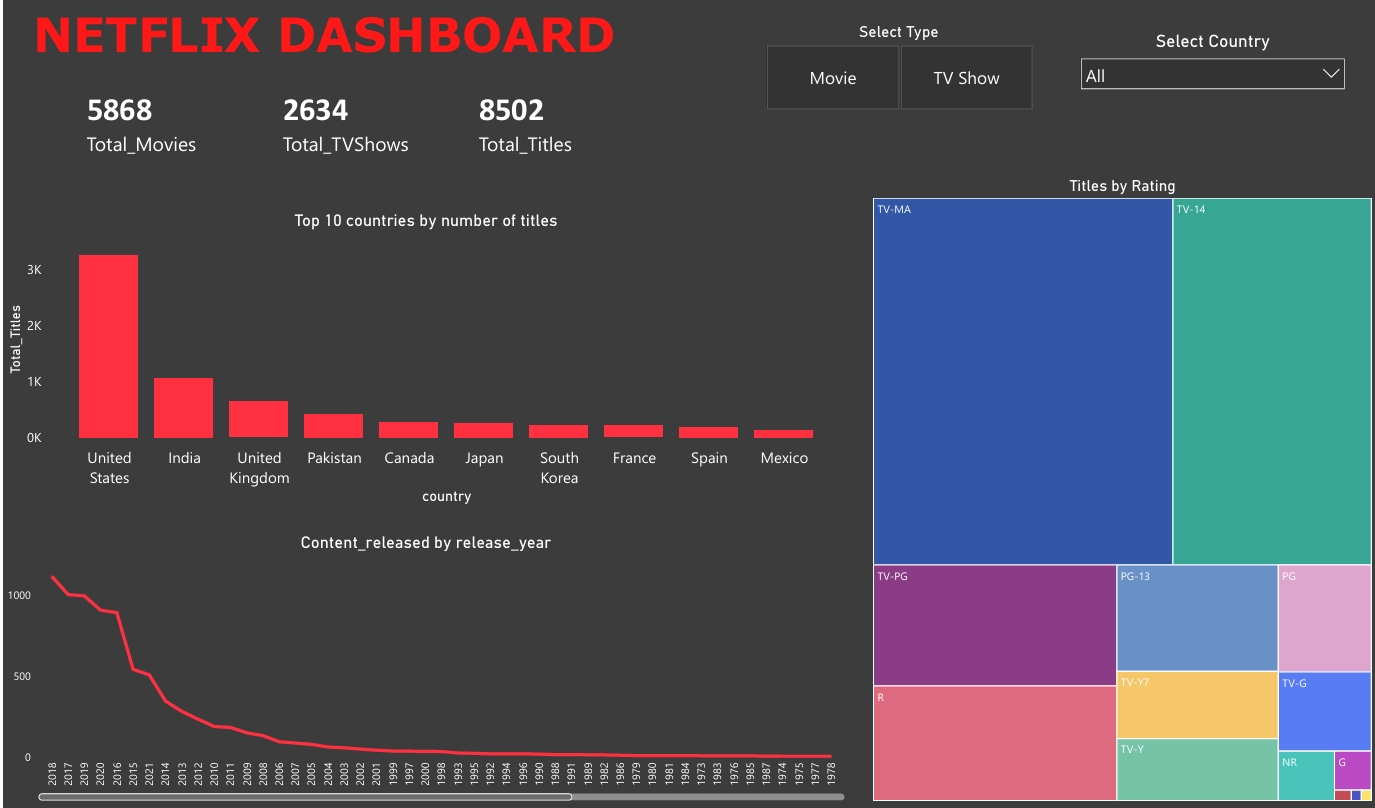 NETFLIX DASHBOARD
Select Type
Movie
TV Show
Select Country
All
5868
Total_Movies
2634
Total_TVShows
8502
Total_Titles
Top 10 countries by number of titles
Total_Titles
3K
2K
1K
0K
United
States
India
United
Kingdom
Pakistan
Canada
Japan
South
Korea
France
Spain
Mexico
country
Content_released by release_year
1000
500
0
2018
2017
2019
2020
2016
2015
2021
2014
2013
2012
2010
2011
2009
2008
2006
2007
2005
2004
2003
2002
2001
1999
1997
2000
1998
1993
1995
1992
1994
1996
1990
1988
1991
1989
1982
1986
1979
1980
1981
1984
1973
1983
1976
1985
1987
1974
1975
1977
1978
Titles by Rating
TV-MA
TV-14
TV-PG
R
PG-13
PG
TV-Y7
TV-G
TV-Y
NR
G